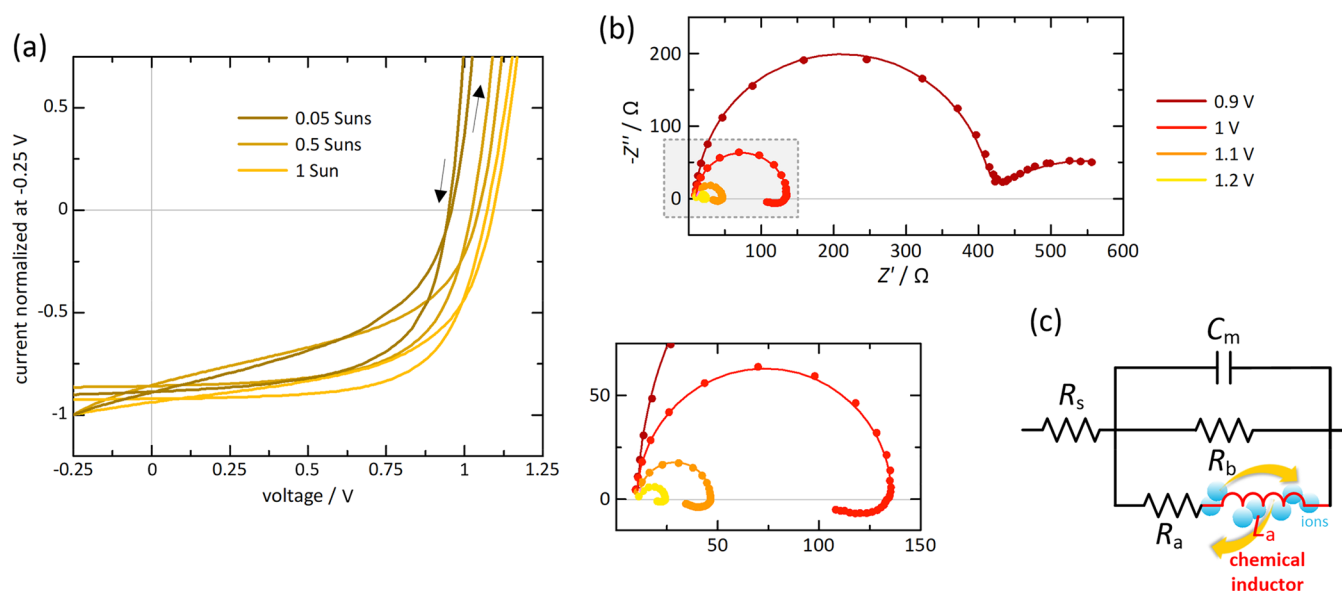 (a)
current normalized at -0.25 V
0.5
0
-0.5
-1
-0.25
0
0.25
0.5
0.75
1
1.25
voltage / V
0.05 Suns
0.5 Suns
1 Sun
(b)
-Z'' / Ω
200
100
0
100
200
300
400
500
600
Z' / Ω
0.9 V
1 V
1.1 V
1.2 V
50
0
50
100
150
(c)
Cm
Rs
Rb
Ra
La
ions
chemical
inductor